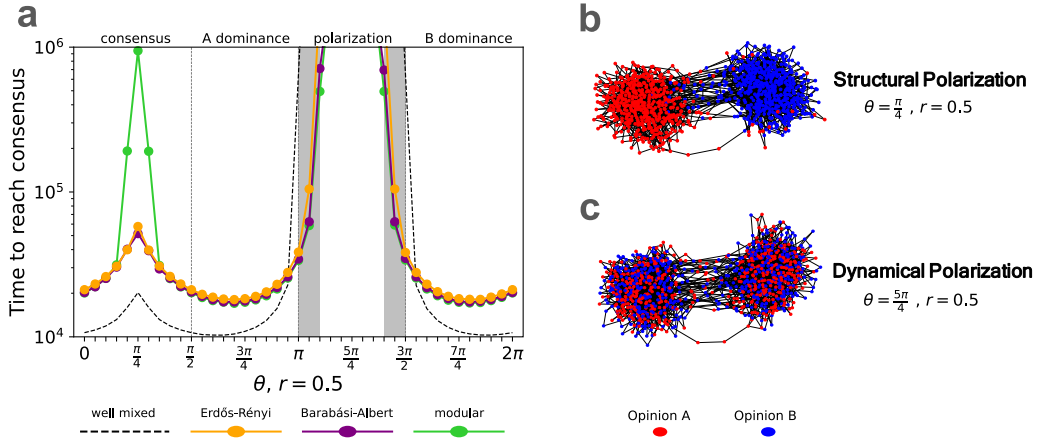 a
consensus
A dominance
polarization
B dominance
Time to reach consensus
10⁶
10⁵
10⁴
0
π/4
π/2
3π/4
π
5π/4
3π/2
7π/4
2π
θ, r = 0.5
well mixed
Erdős-Rényi
Barabási-Albert
modular
b
Structural Polarization
θ = π/4 , r = 0.5
c
Dynamical Polarization
θ = 5π/4 , r = 0.5
Opinion A
Opinion B